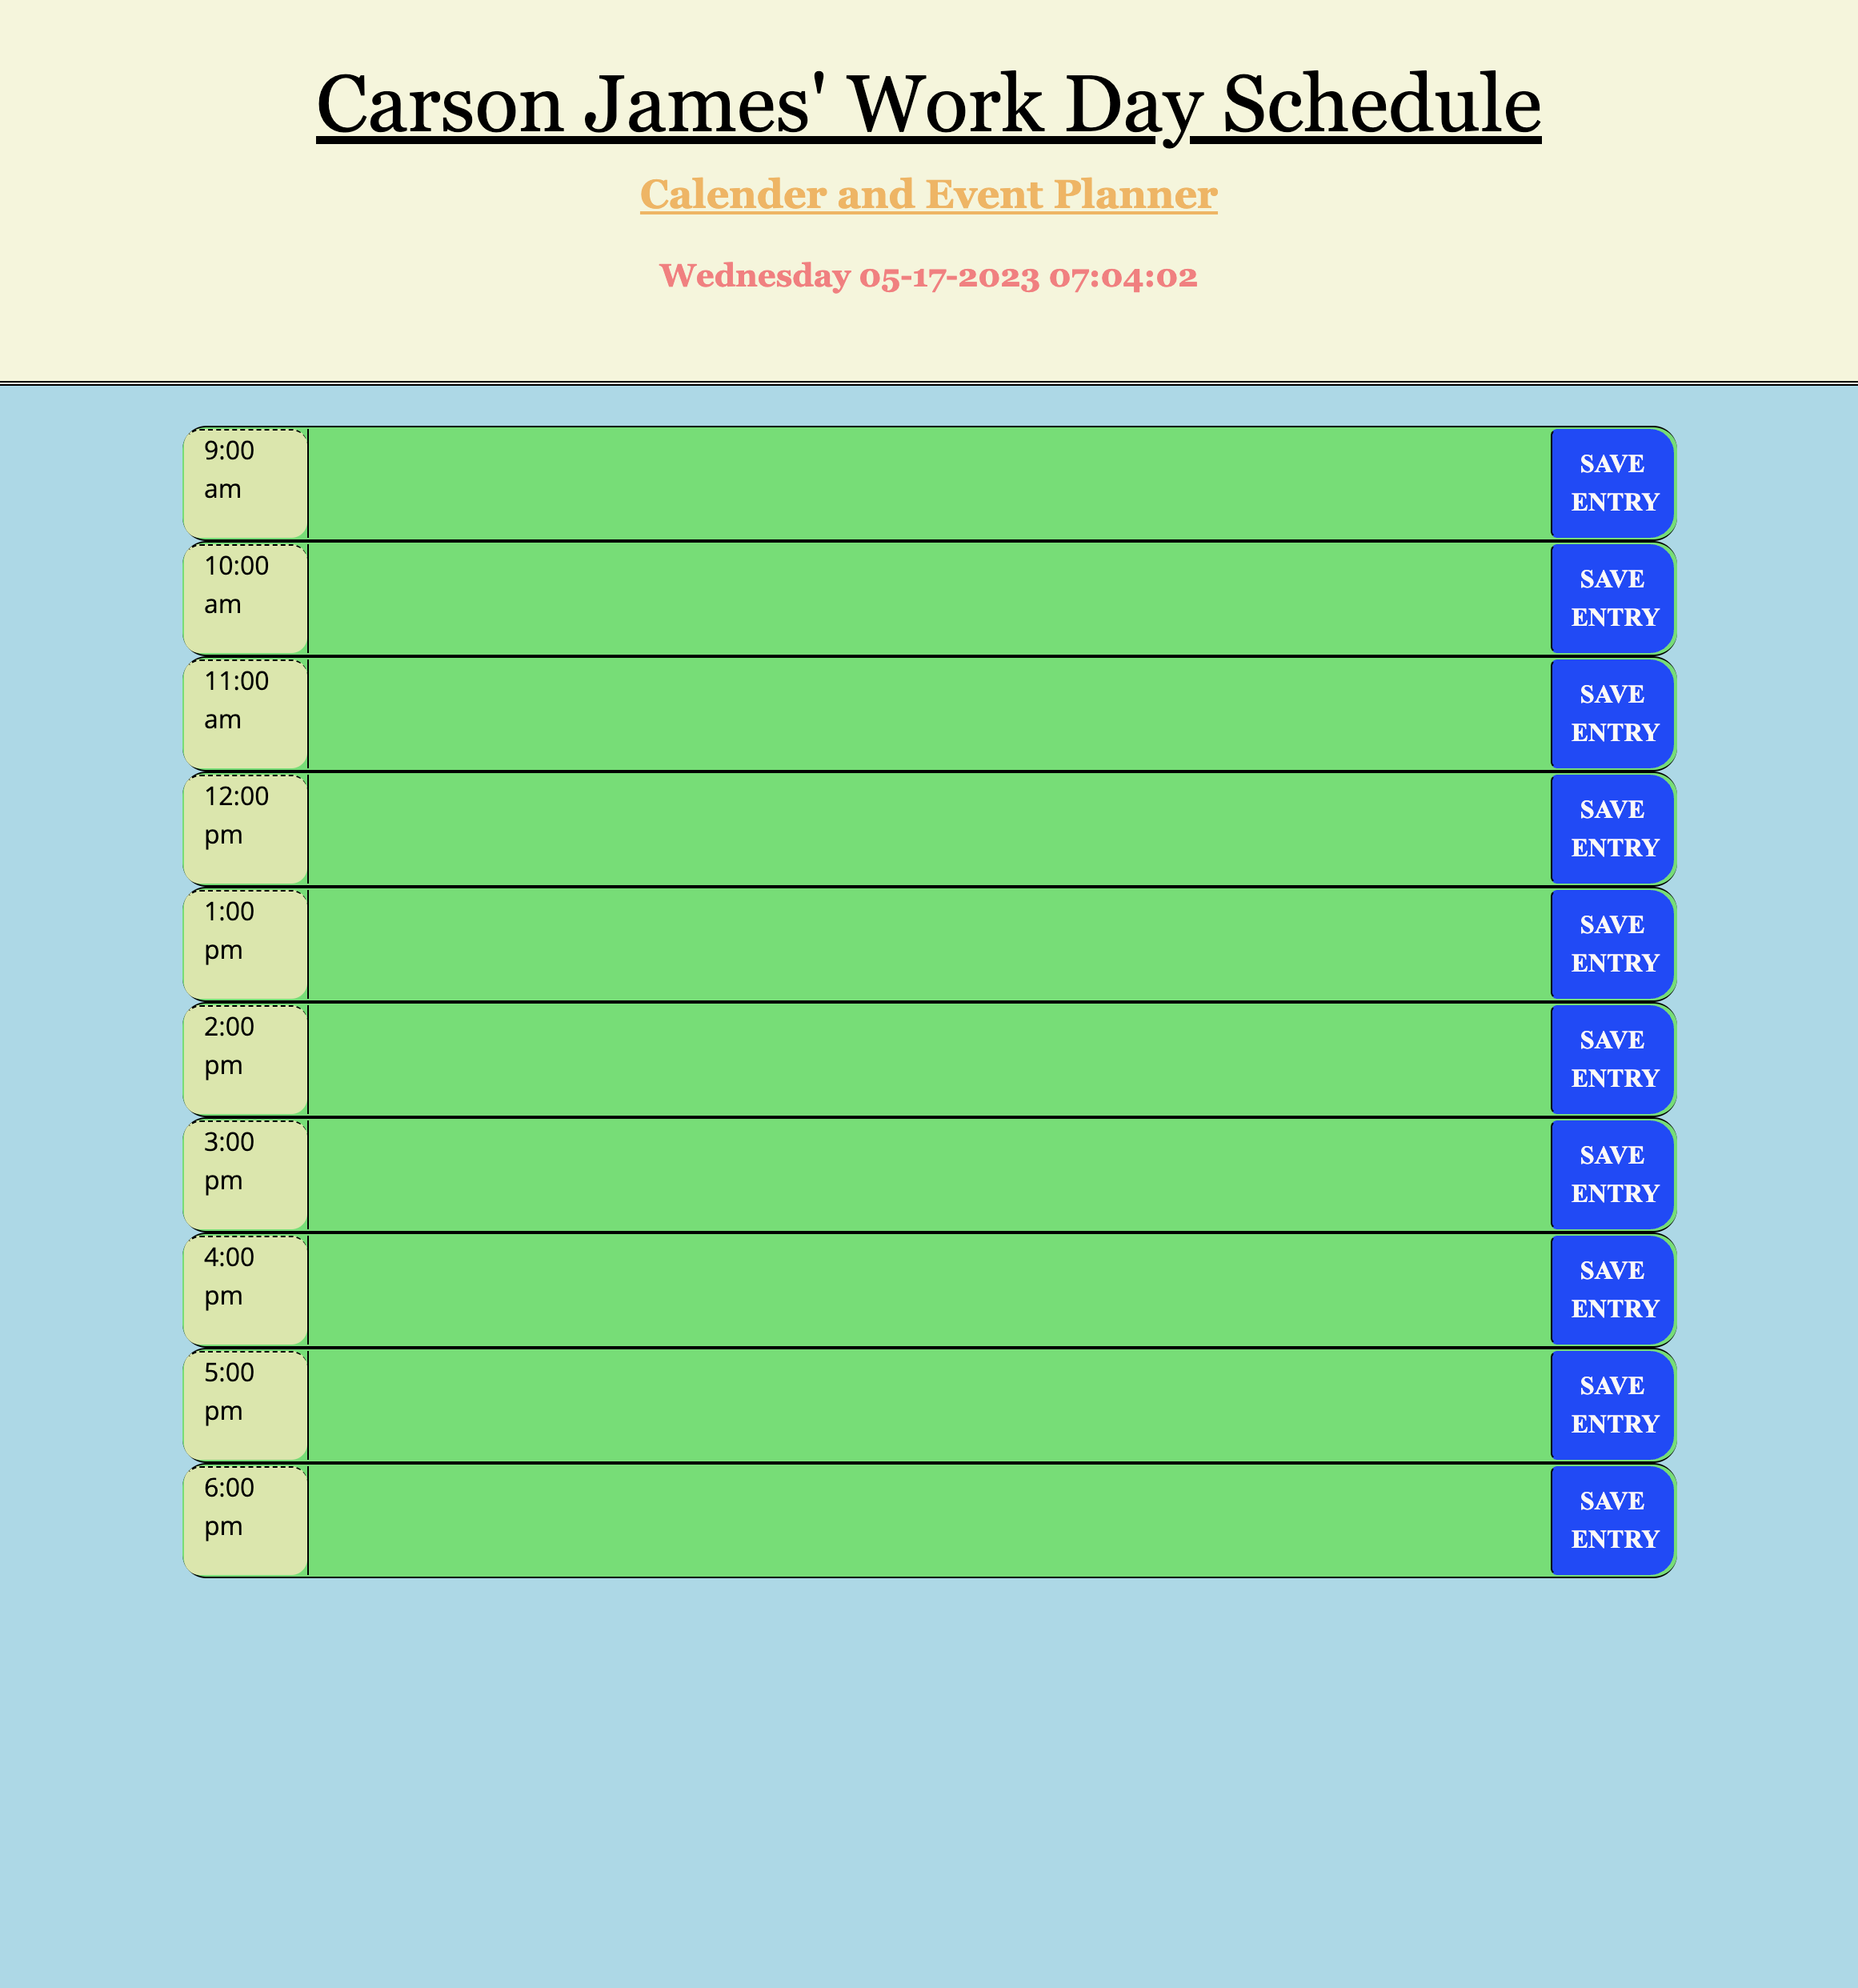 Carson James' Work Day Schedule
Calender and Event Planner
Wednesday 05-17-2023 07:04:02
9:00
am
SAVE
ENTRY
10:00
am
SAVE
ENTRY
11:00
am
SAVE
ENTRY
12:00
pm
SAVE
ENTRY
1:00
pm
SAVE
ENTRY
2:00
pm
SAVE
ENTRY
3:00
pm
SAVE
ENTRY
4:00
pm
SAVE
ENTRY
5:00
pm
SAVE
ENTRY
6:00
pm
SAVE
ENTRY